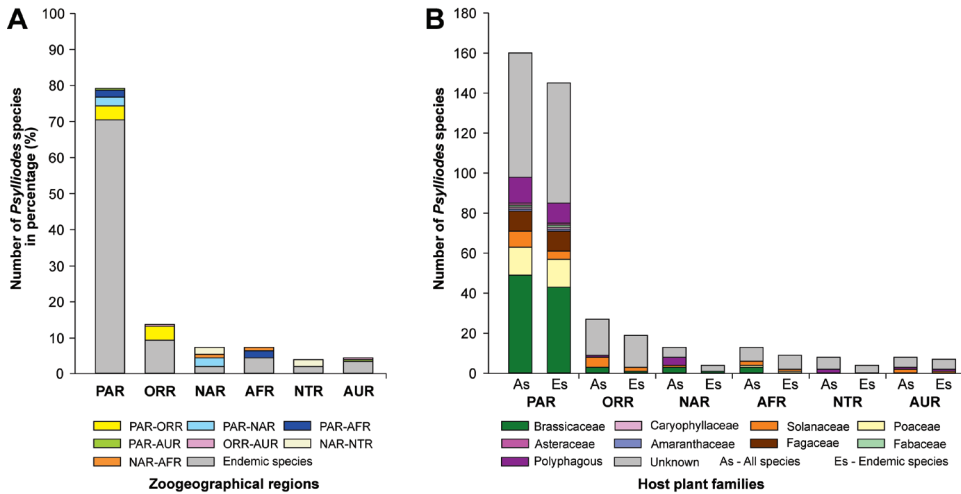 A
Number of Psylliodes species
in percentage (%)
100
90
80
70
60
50
40
30
20
10
0
PAR ORR NAR AFR NTR AUR
PAR-ORR PAR-NAR PAR-AFR
PAR-AUR ORR-AUR NAR-NTR
NAR-AFR Endemic species
Zoogeographical regions
B
Number of Psylliodes species
180
160
140
120
100
80
60
40
20
0
As Es As Es As Es As Es As Es As Es
PAR ORR NAR AFR NTR AUR
Brassicaceae Caryophyllaceae Solanaceae Poaceae
Asteraceae Amaranthaceae Fagaceae Fabaceae
Polyphagous Unknown As - All species Es - Endemic species
Host plant families